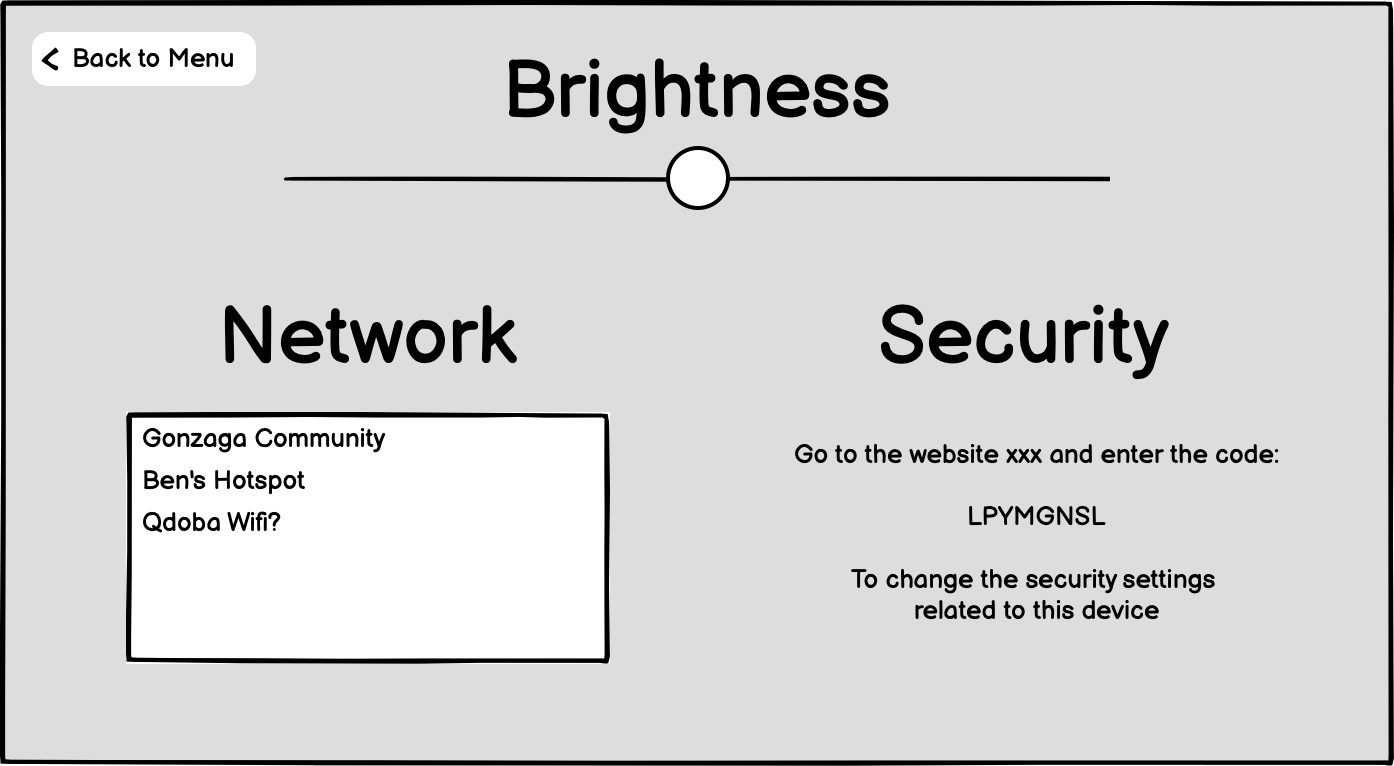 Back to Menu
Brightness
Network
Gonzaga Community
Ben's Hotspot
Qdoba Wifi?
Security
Go to the website xxx and enter the code:
LPYMGNSL
To change the security settings
related to this device